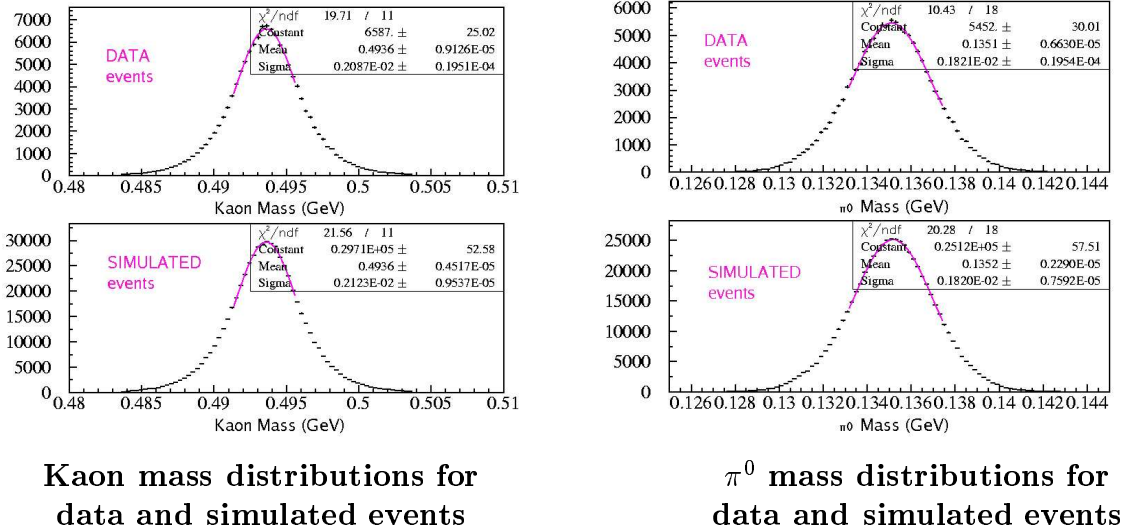 χ²/ndf 19.71 / 11
Constant 6587. ± 25.02
Mean 0.4936 ± 0.9126E-05
Sigma 0.2087E-02 ± 0.1951E-04
DATA
events
7000
6000
5000
4000
3000
2000
1000
0
0.48 0.485 0.49 0.495 0.5 0.505 0.51
Kaon Mass (GeV)
χ²/ndf 10.43 / 18
Constant 5452. ± 30.01
Mean 0.1351 ± 0.6630E-05
Sigma 0.1821E-02 ± 0.1954E-04
DATA
events
6000
5000
4000
3000
2000
1000
0
0.126 0.128 0.13 0.132 0.134 0.136 0.138 0.14 0.142 0.144
π0 Mass (GeV)
χ²/ndf 21.56 / 11
Constant 0.2971E+05 ± 52.58
Mean 0.4936 ± 0.4517E-05
Sigma 0.2123E-02 ± 0.9537E-05
SIMULATED
events
30000
25000
20000
15000
10000
5000
0
0.48 0.485 0.49 0.495 0.5 0.505 0.51
Kaon Mass (GeV)
χ²/ndf 20.28 / 18
Constant 0.2512E+05 ± 57.51
Mean 0.1352 ± 0.2290E-05
Sigma 0.1820E-02 ± 0.7592E-05
SIMULATED
events
25000
20000
15000
10000
5000
0
0.126 0.128 0.13 0.132 0.134 0.136 0.138 0.14 0.142 0.144
π0 Mass (GeV)
Kaon mass distributions for
data and simulated events
π⁰ mass distributions for
data and simulated events